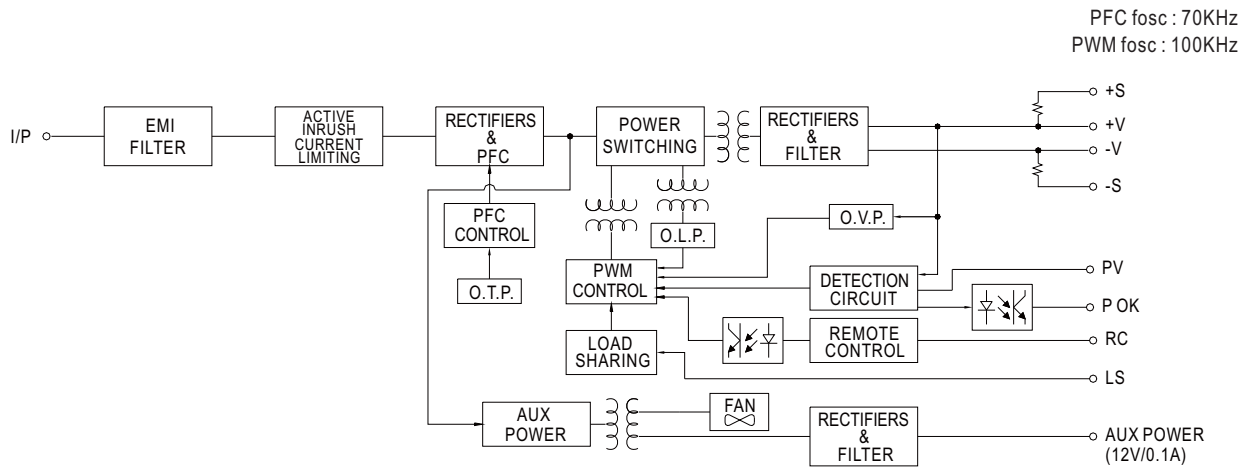 PFC fosc : 70KHz
PWM fosc : 100KHz
I/P
EMI
FILTER
ACTIVE
INRUSH
CURRENT
LIMITING
RECTIFIERS
&
PFC
POWER
SWITCHING
RECTIFIERS
&
FILTER
+S
+V
-V
-S
PFC
CONTROL
O.L.P.
O.V.P.
O.T.P.
PWM
CONTROL
DETECTION
CIRCUIT
PV
P OK
LOAD
SHARING
REMOTE
CONTROL
RC
LS
AUX
POWER
FAN
RECTIFIERS
&
FILTER
AUX POWER
(12V/0.1A)